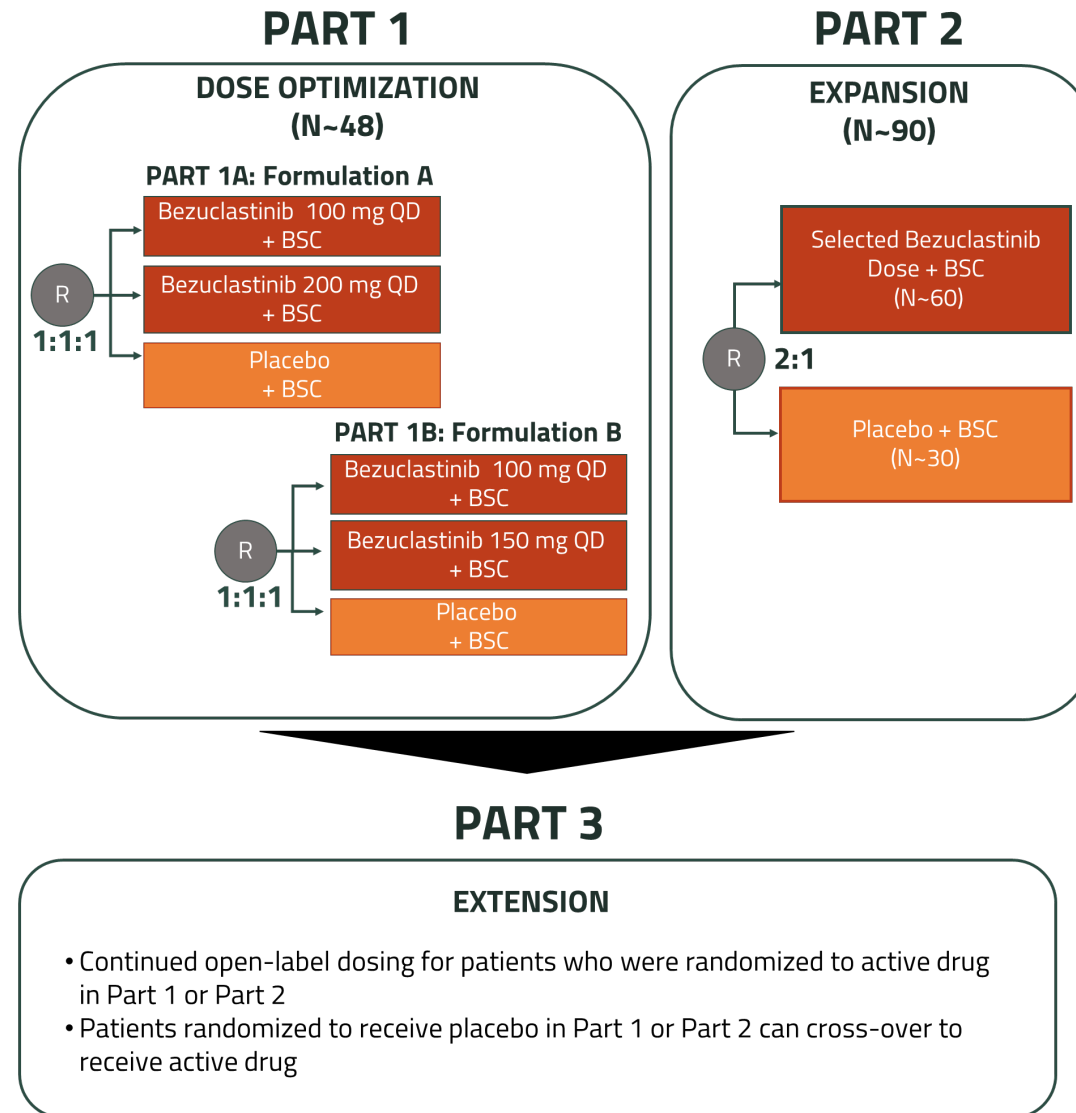 PART 1
DOSE OPTIMIZATION
(N~48)
PART 1A: Formulation A
Bezuclastinib 100 mg QD
+ BSC
Bezuclastinib 200 mg QD
+ BSC
Placebo
+ BSC
R
1:1:1
PART 1B: Formulation B
Bezuclastinib 100 mg QD
+ BSC
Bezuclastinib 150 mg QD
+ BSC
Placebo
+ BSC
R
1:1:1
PART 2
EXPANSION
(N~90)
Selected Bezuclastinib
Dose + BSC
(N~60)
R
2:1
Placebo + BSC
(N~30)
PART 3
EXTENSION
• Continued open-label dosing for patients who were randomized to active drug
in Part 1 or Part 2
• Patients randomized to receive placebo in Part 1 or Part 2 can cross-over to
receive active drug